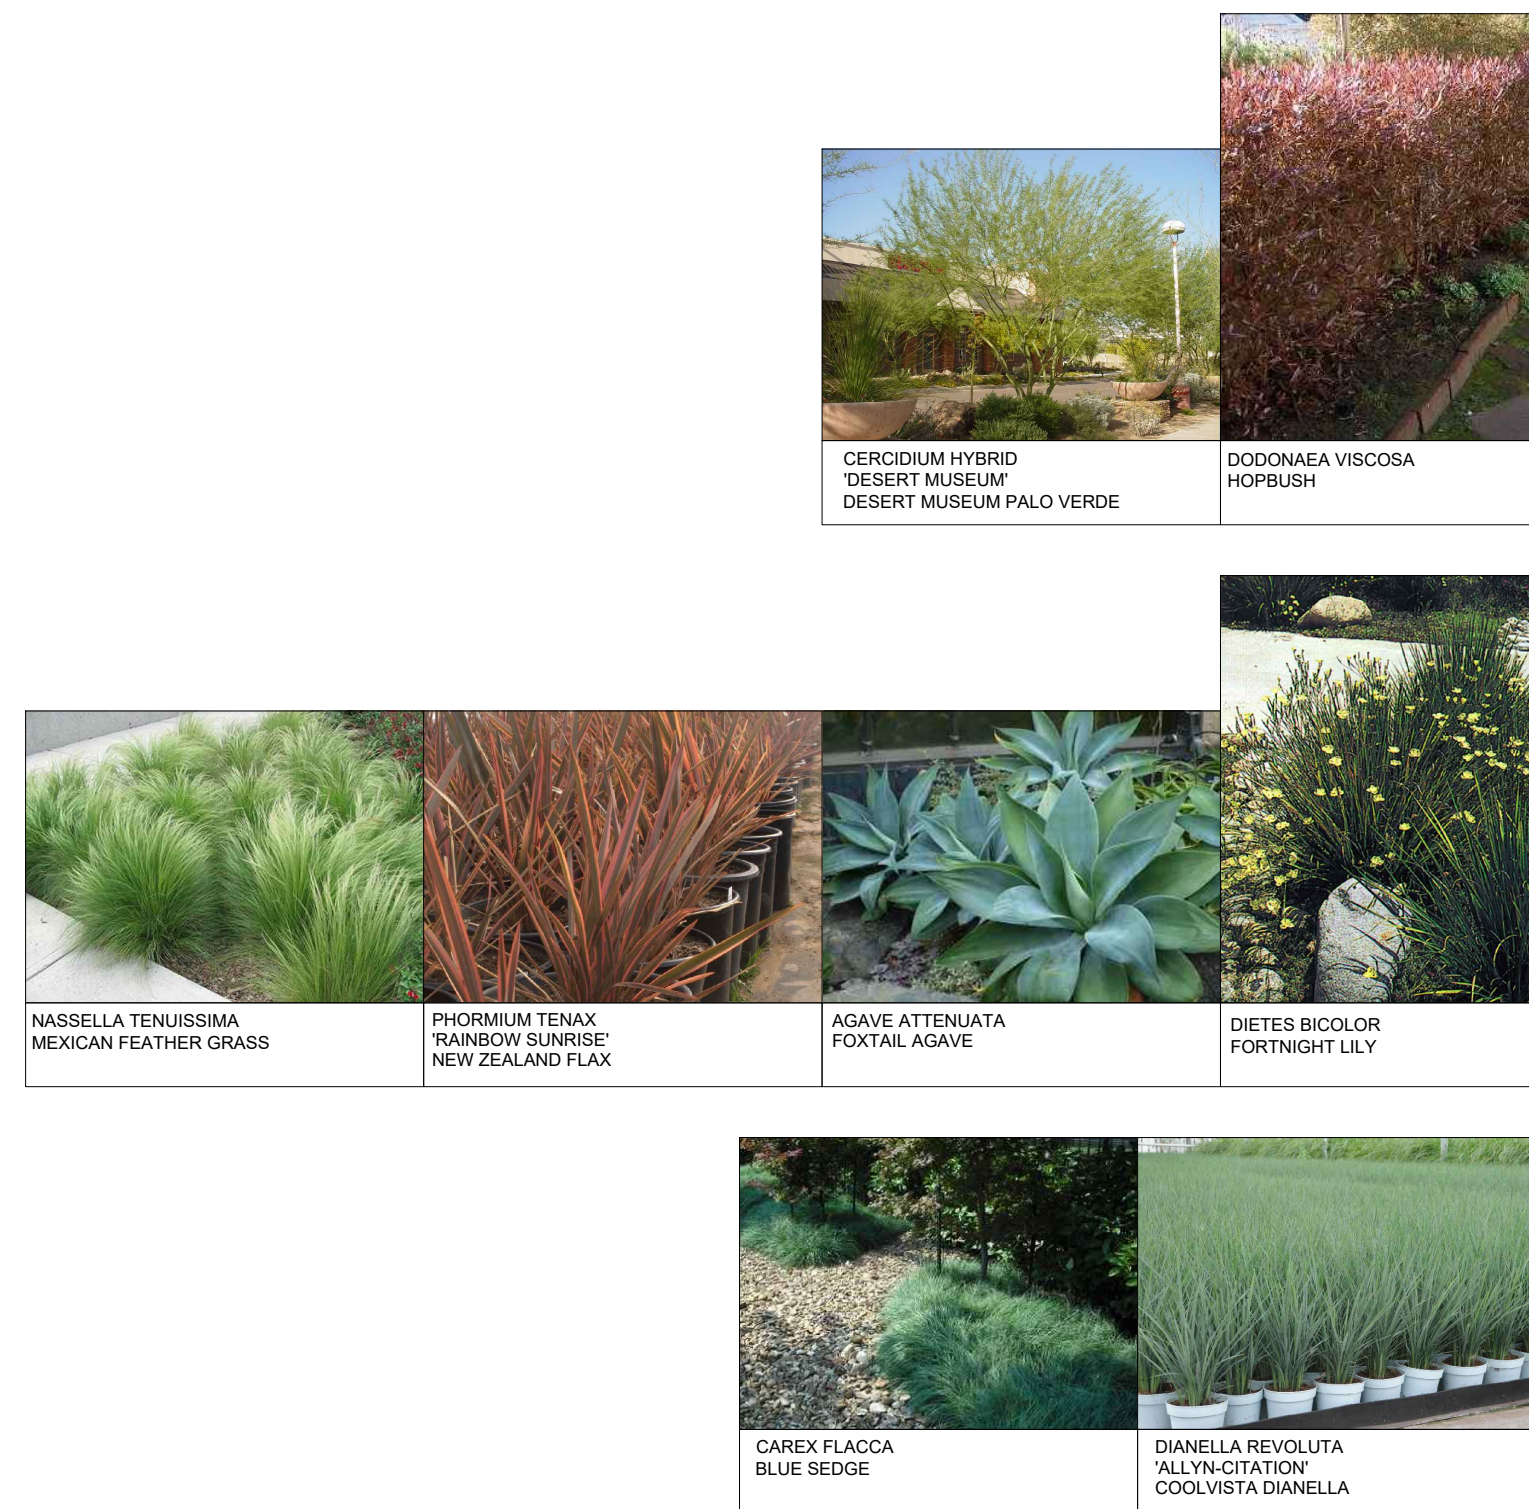 CERCIDIUM HYBRID
'DESERT MUSEUM'
DESERT MUSEUM PALO VERDE
DODONAEA VISCOSA
HOPBUSH
NASSELLA TENUISSIMA
MEXICAN FEATHER GRASS
PHORMIUM TENAX
'RAINBOW SUNRISE'
NEW ZEALAND FLAX
AGAVE ATTENUATA
FOXTAIL AGAVE
DIETES BICOLOR
FORTNIGHT LILY
CAREX FLACCA
BLUE SEDGE
DIANELLA REVOLUTA
'ALLYN-CITATION'
COOLVISTA DIANELLA